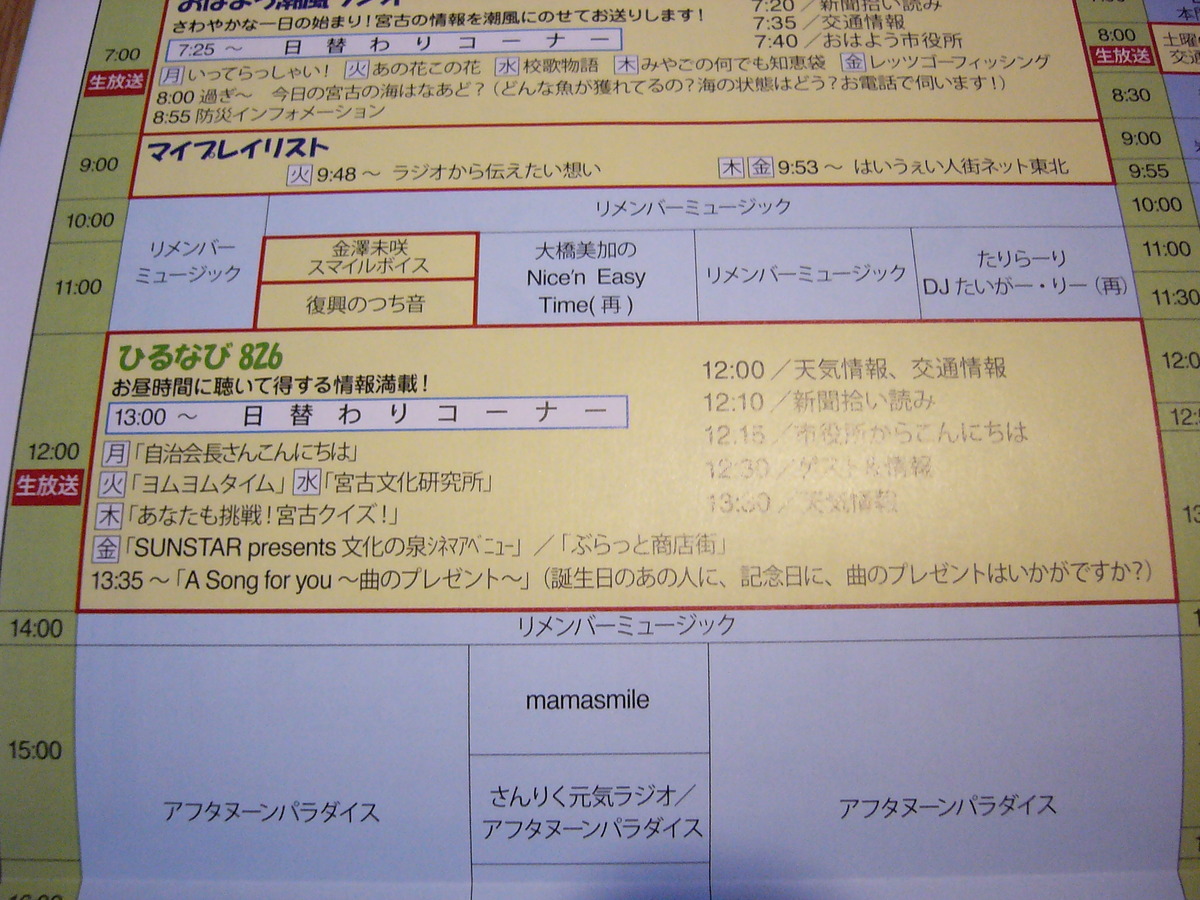 さわやかな一日の始まり！宮古の情報を潮風にのせてお送りします！
7:20 ／新聞拾い読み
7:35 ／交通情報
7:40 ／おはよう市役所
7:25 ～ 日替わりコーナー
7:00
生放送
月 いってらっしゃい！ 火 あの花この花 水 校歌物語 木 みやこの何でも知恵袋 金 レッツゴーフィッシング
8:00 過ぎ～ 今日の宮古の海はなあど？（どんな魚が獲れてるの？海の状態はどう？お電話で伺います！）
8:55 防災インフォメーション
8:00
生放送
8:30
9:00
マイプレイリスト
火 9:48 ～ ラジオから伝えたい想い
木 金 9:53 ～ はいうぇい人街ネット東北
9:00
9:55
10:00
リメンバーミュージック
10:00
リメンバー
ミュージック
金澤未咲
スマイルボイス
復興のつち音
大橋美加の
Nice'n Easy
Time(再)
リメンバーミュージック
たりらーり
DJ たいがー・りー（再）
11:00
11:00
11:30
ひるなび 826
お昼時間に聴いて得する情報満載！
13:00 ～ 日替わりコーナー
12:00 ／天気情報、交通情報
12:10 ／新聞拾い読み
12:15 ／市役所からこんにちは
12:30 ／ゲスト＆情報
13:30 ／天気情報
12:00
生放送
月「自治会長さんこんにちは」
火「ヨムヨムタイム」水「宮古文化研究所」
木「あなたも挑戦！宮古クイズ！」
金「SUNSTAR presents 文化の泉ｼﾈﾏｱﾍﾞﾆｭｰ」／「ぶらっと商店街」
13:35 ～「A Song for you ～曲のプレゼント～」（誕生日のあの人に、記念日に、曲のプレゼントはいかがですか？）
14:00
リメンバーミュージック
mamasmile
15:00
アフタヌーンパラダイス
さんりく元気ラジオ／
アフタヌーンパラダイス
アフタヌーンパラダイス